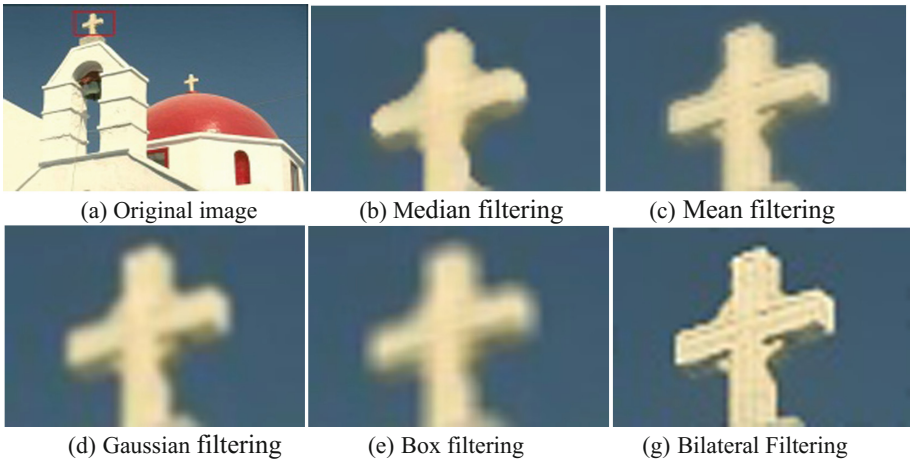 (a) Original image
(b) Median filtering
(c) Mean filtering
(d) Gaussian filtering
(e) Box filtering
(g) Bilateral Filtering